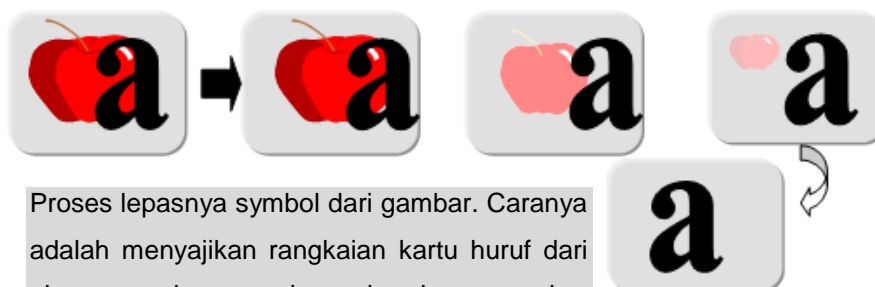 a
a
a
a
a
Proses lepasnya symbol dari gambar. Caranya
adalah menyajikan rangkaian kartu huruf dari